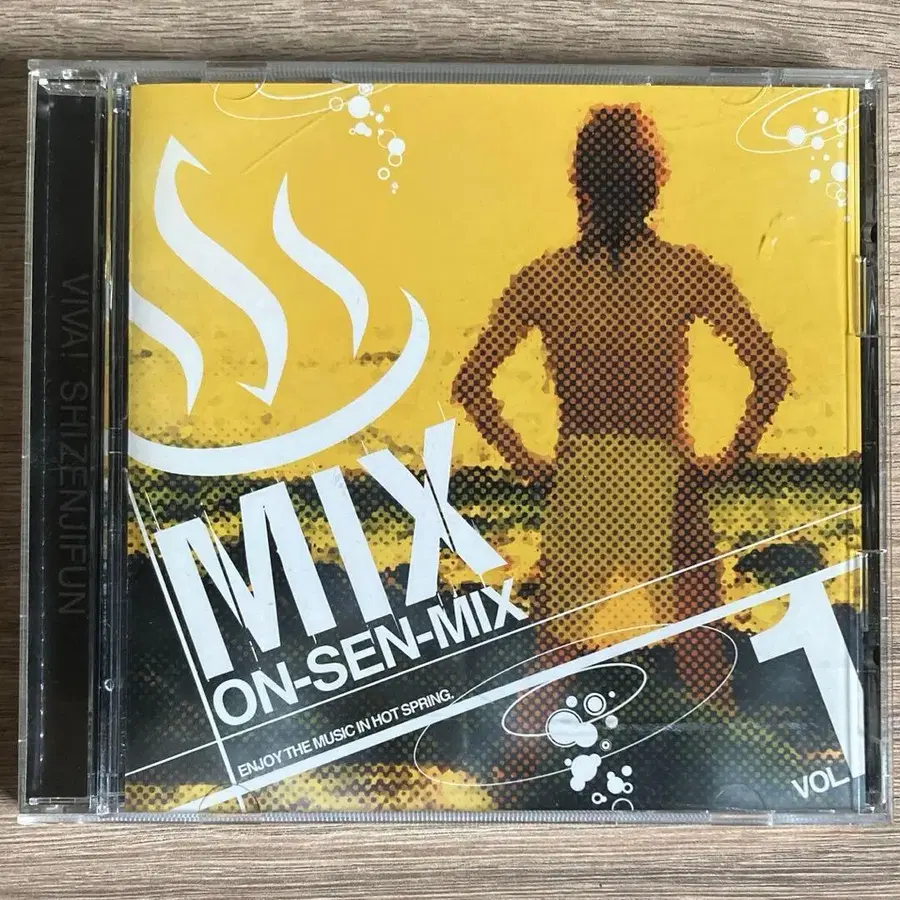 VIVA! SHIZENJIFUN
MIX
ON-SEN-MIX
ENJOY THE MUSIC IN HOT SPRING.
VOL.1